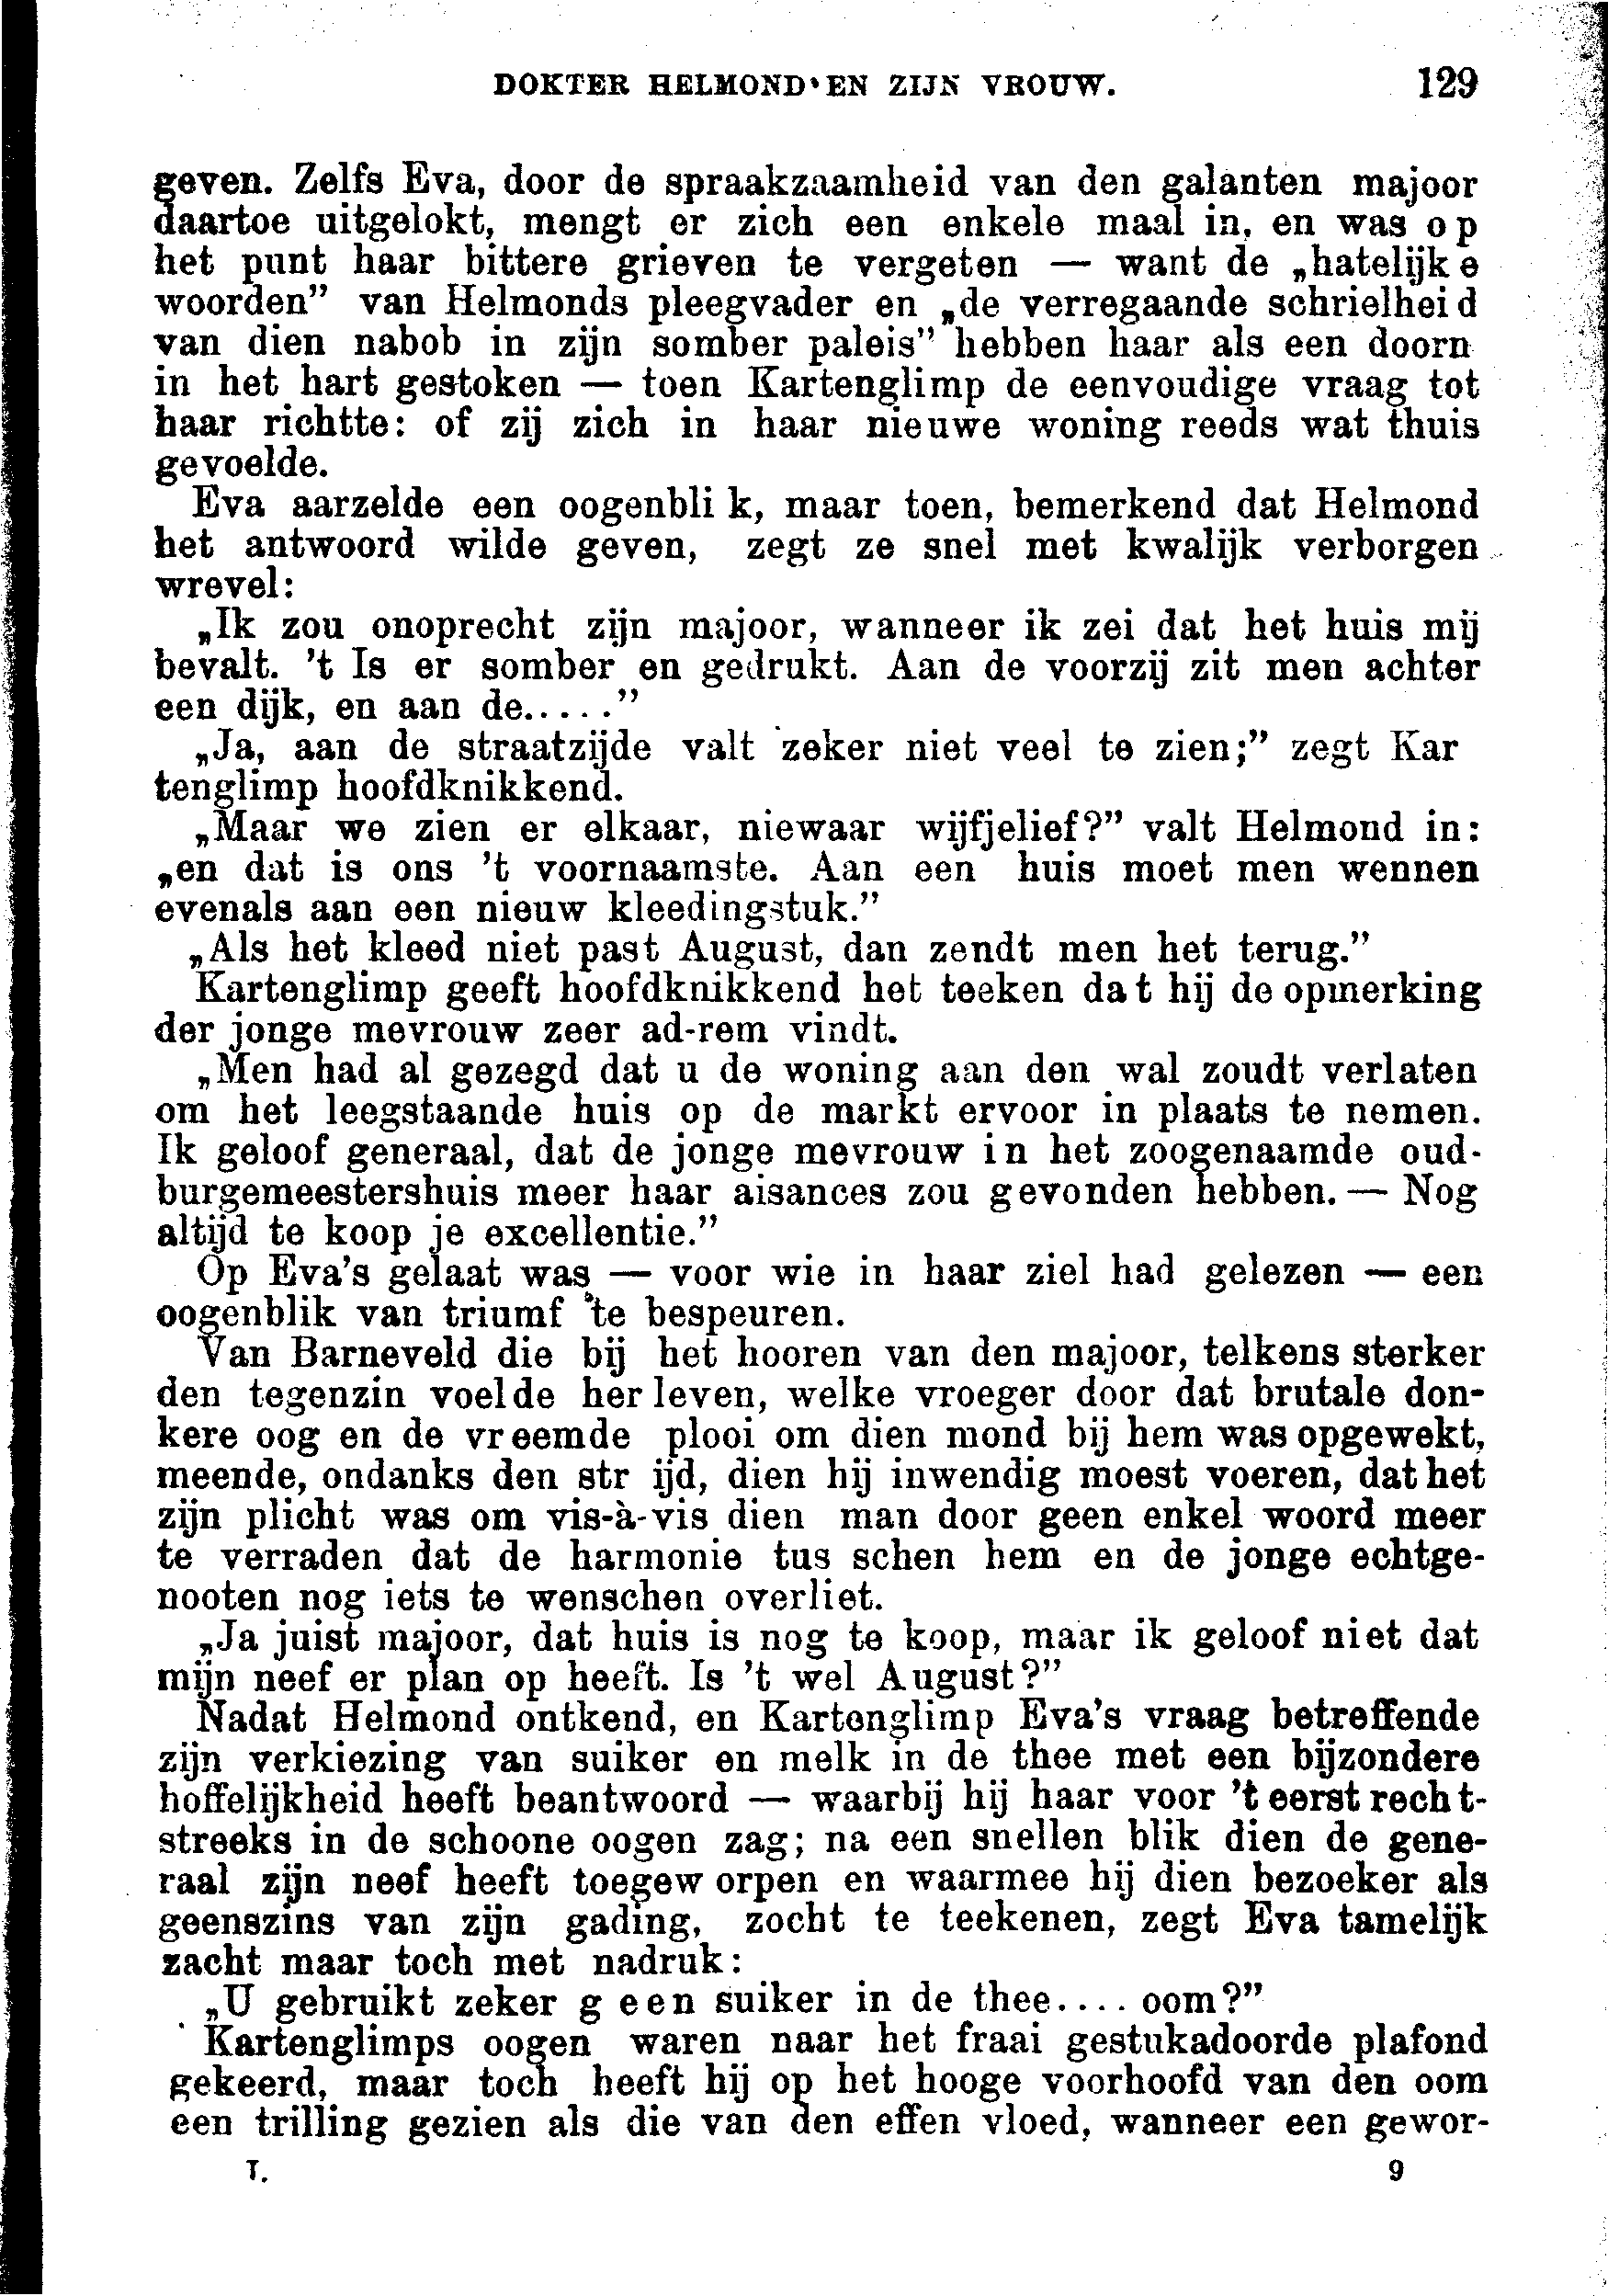 DOKTER HELMOND EN ZIJN VROUW. 129
geven. Zelfs Eva, door de spraakzaamheid van den galanten majoor
daartoe uitgelokt, mengt er zich een enkele maal in, en was op
het punt haar bittere grieven te vergeten — want de „hatelijke
woorden” van Helmonds pleegvader en „de verregaande schrielheid
van dien nabob in zijn somber paleis” hebben haar als een doorn
in het hart gestoken — toen Kartenglimp de eenvoudige vraag tot
haar richtte: of zij zich in haar nieuwe woning reeds wat thuis
gevoelde.
Eva aarzelde een oogenblik, maar toen, bemerkend dat Helmond
het antwoord wilde geven, zegt ze snel met kwalijk verborgen
wrevel:
„Ik zou onoprecht zijn majoor, wanneer ik zei dat het huis mij
bevalt. 't Is er somber en gedrukt. Aan de voorzij zit men achter
een dijk, en aan de.....”
„Ja, aan de straatzijde valt zeker niet veel te zien;” zegt Kar
tenglimp hoofdknikkend.
„Maar we zien er elkaar, niewaar wijfjelief?” valt Helmond in:
„en dat is ons 't voornaamste. Aan een huis moet men wennen
evenals aan een nieuw kleedingstuk.”
„Als het kleed niet past August, dan zendt men het terug.”
Kartenglimp geeft hoofdknikkend het teeken dat hij de opmerking
der jonge mevrouw zeer ad-rem vindt.
„Men had al gezegd dat u de woning aan den wal zoudt verlaten
om het leegstaande huis op de markt ervoor in plaats te nemen.
Ik geloof generaal, dat de jonge mevrouw in het zoogenaamde oud-
burgemeestershuis meer haar aisances zou gevonden hebben. — Nog
altijd te koop je excellentie.”
Op Eva's gelaat was — voor wie in haar ziel had gelezen — een
oogenblik van triumf te bespeuren.
Van Barneveld die bij het hooren van den majoor, telkens sterker
den tegenzin voelde herleven, welke vroeger door dat brutale don-
kere oog en de vreemde plooi om dien mond bij hem was opgewekt,
meende, ondanks den strijd, dien hij inwendig moest voeren, dat het
zijn plicht was om vis-à-vis dien man door geen enkel woord meer
te verraden dat de harmonie tusschen hem en de jonge echtge-
nooten nog iets te wenschen overliet.
„Ja juist majoor, dat huis is nog te koop, maar ik geloof niet dat
mijn neef er plan op heeft. Is 't wel August?”
Nadat Helmond ontkend, en Kartenglimp Eva's vraag betreffende
zijn verkiezing van suiker en melk in de thee met een bijzondere
hoffelijkheid heeft beantwoord — waarbij hij haar voor 't eerst recht-
streeks in de schoone oogen zag; na een snellen blik dien de gene-
raal zijn neef heeft toegeworpen en waarmee hij dien bezoeker als
geenszins van zijn gading, zocht te teekenen, zegt Eva tamelijk
zacht maar toch met nadruk:
„U gebruikt zeker geen suiker in de thee.... oom?”
Kartenglimps oogen waren naar het fraai gestukadoorde plafond
gekeerd, maar toch heeft hij op het hooge voorhoofd van den oom
een trilling gezien als die van den effen vloed, wanneer een gewor-
I. 9